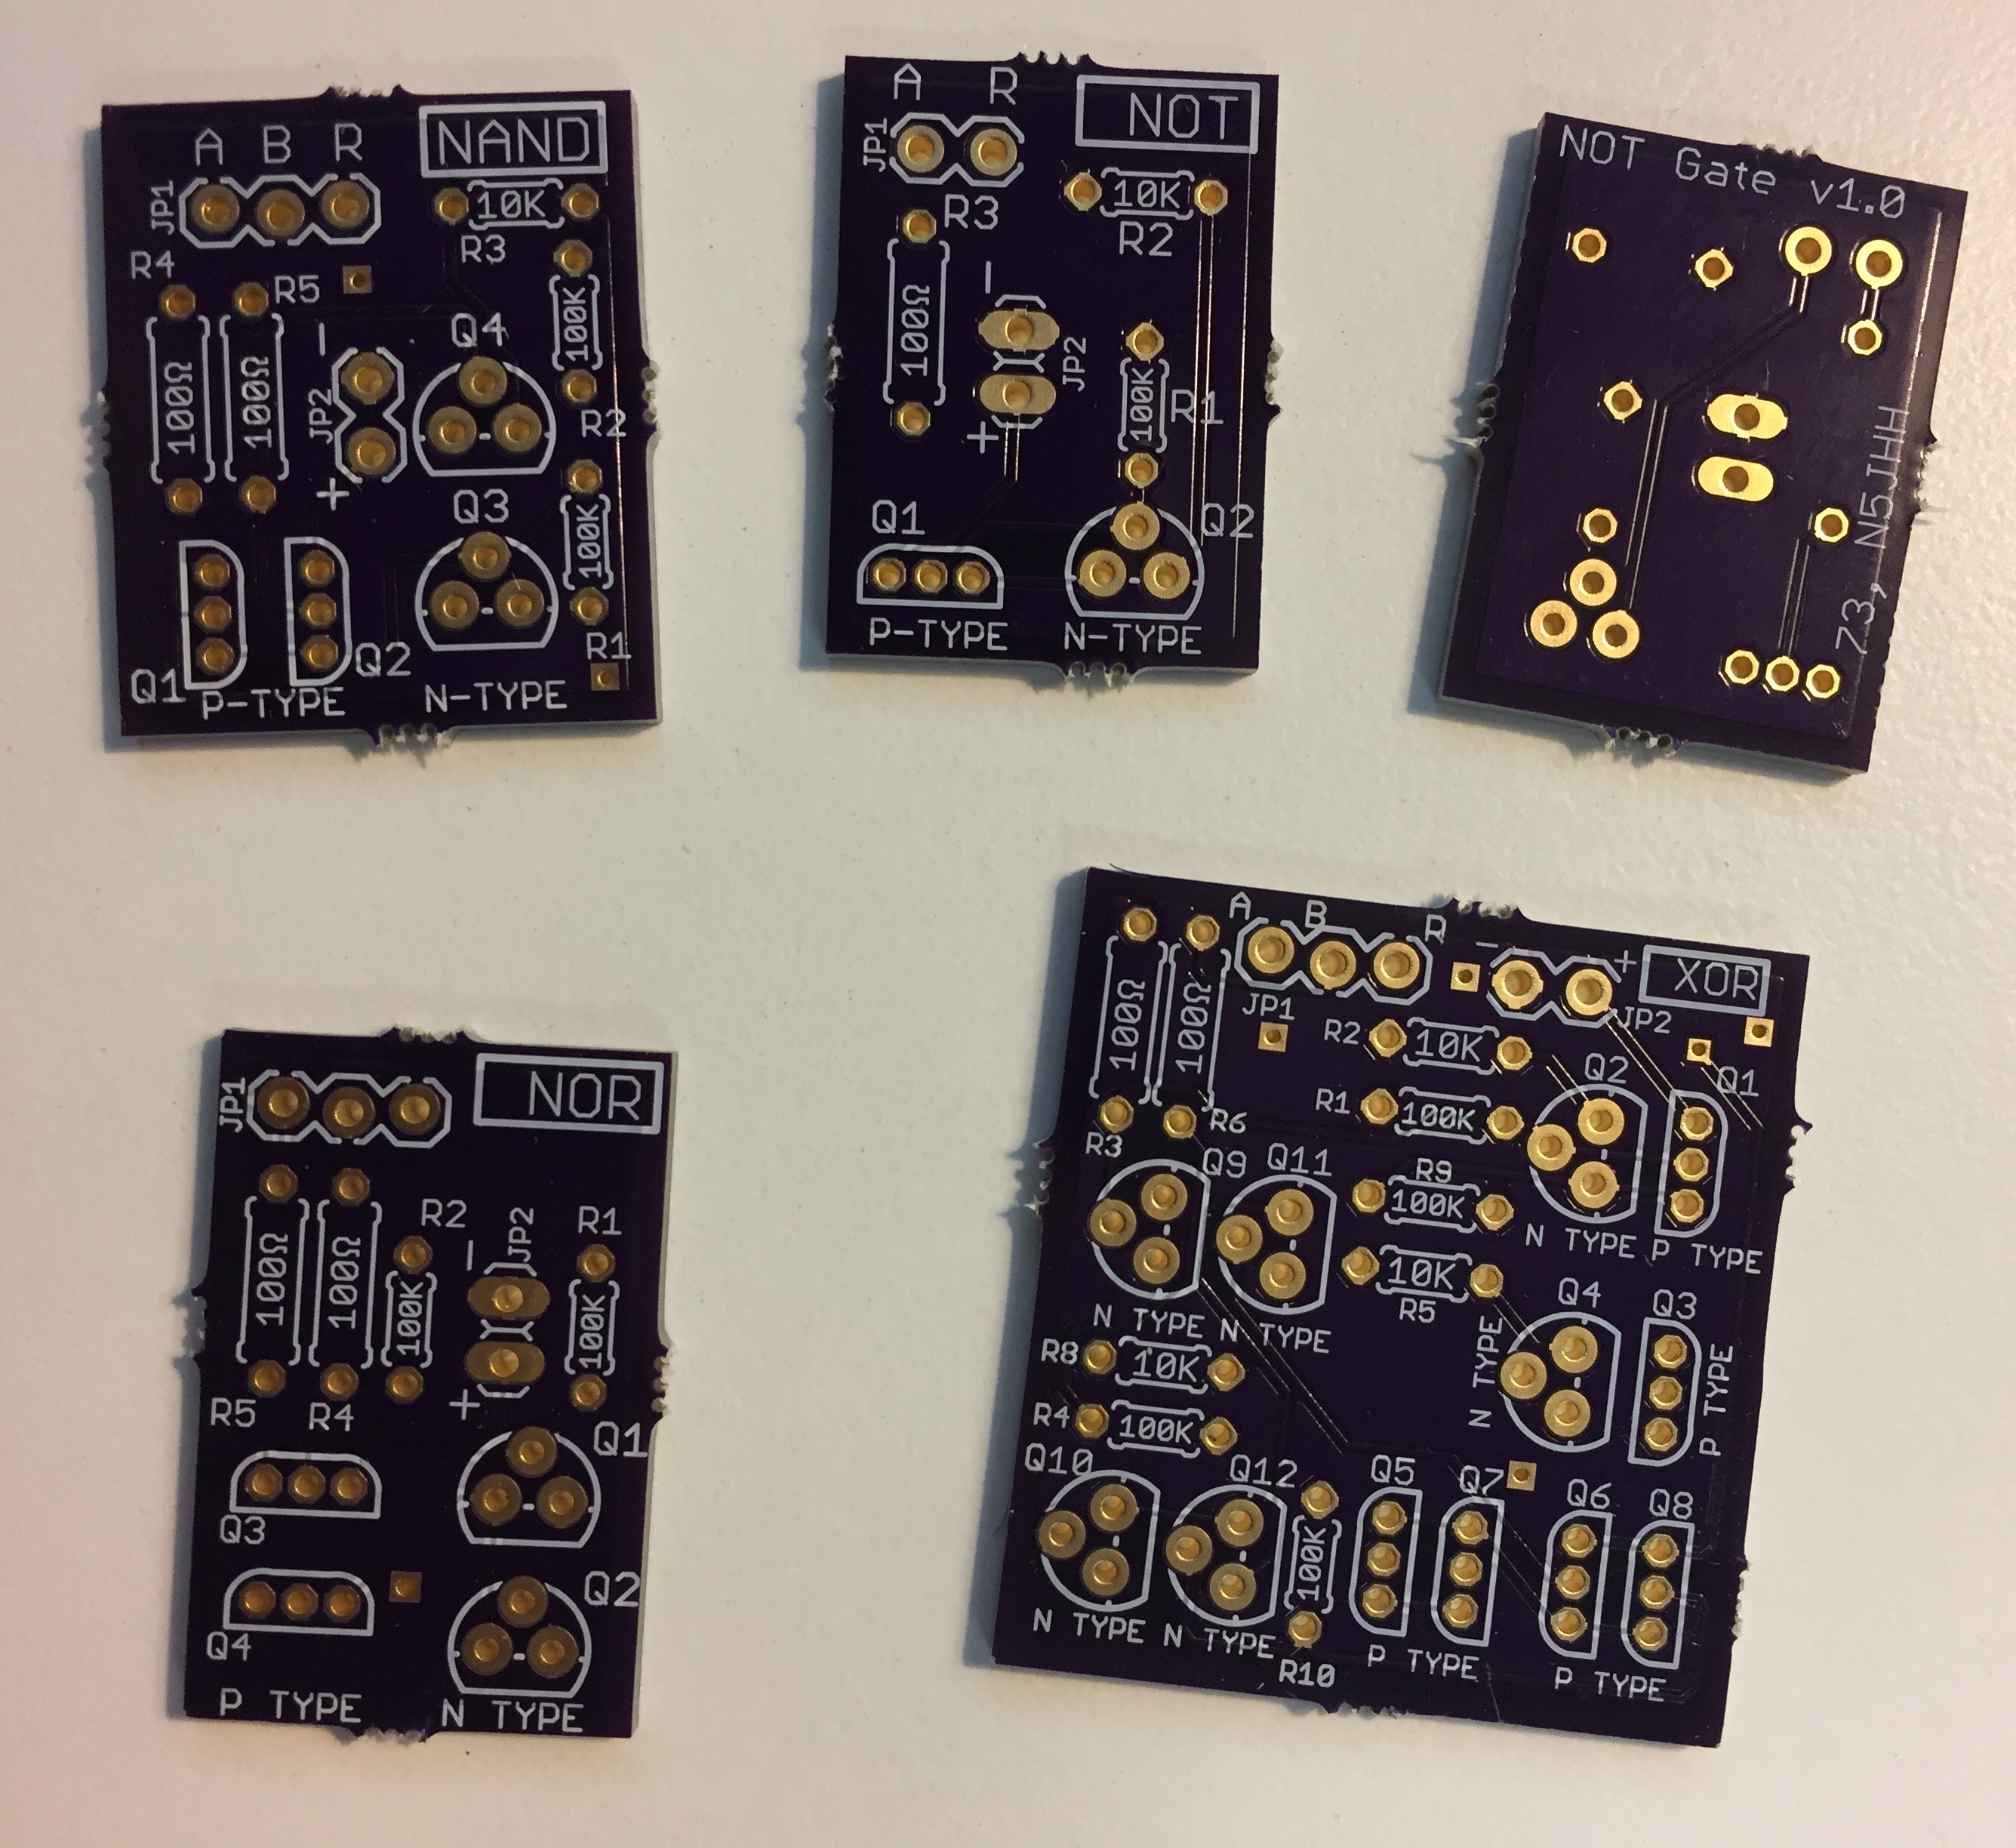 A B R
NAND
JP1
10K
R3
R4
R5
100Ω
100Ω
-
JP2
+
Q4
100K
R2
Q3
100K
R1
Q1
Q2
P-TYPE
N-TYPE
A R
NOT
JP1
R3
10K
R2
100Ω
-
JP2
+
100K
R1
Q1
Q2
P-TYPE
N-TYPE
NOT Gate v1.0
Z3, N5JHH
NOR
JP1
R2
JP2
R1
100Ω
100Ω
100K
-
+
100K
R5
R4
Q1
Q3
Q2
Q4
P TYPE
N TYPE
A B R
- +
XOR
100Ω
100Ω
JP1
JP2
R2
10K
Q2
Q1
R1
100K
R3
R6
Q9
Q11
R9
100K
N TYPE
P TYPE
10K
R5
Q4
Q3
N TYPE
N TYPE
N TYPE
P TYPE
R8
10K
R4
100K
Q10
Q12
Q5
Q7
Q6
Q8
100K
N TYPE
N TYPE
R10
P TYPE
P TYPE